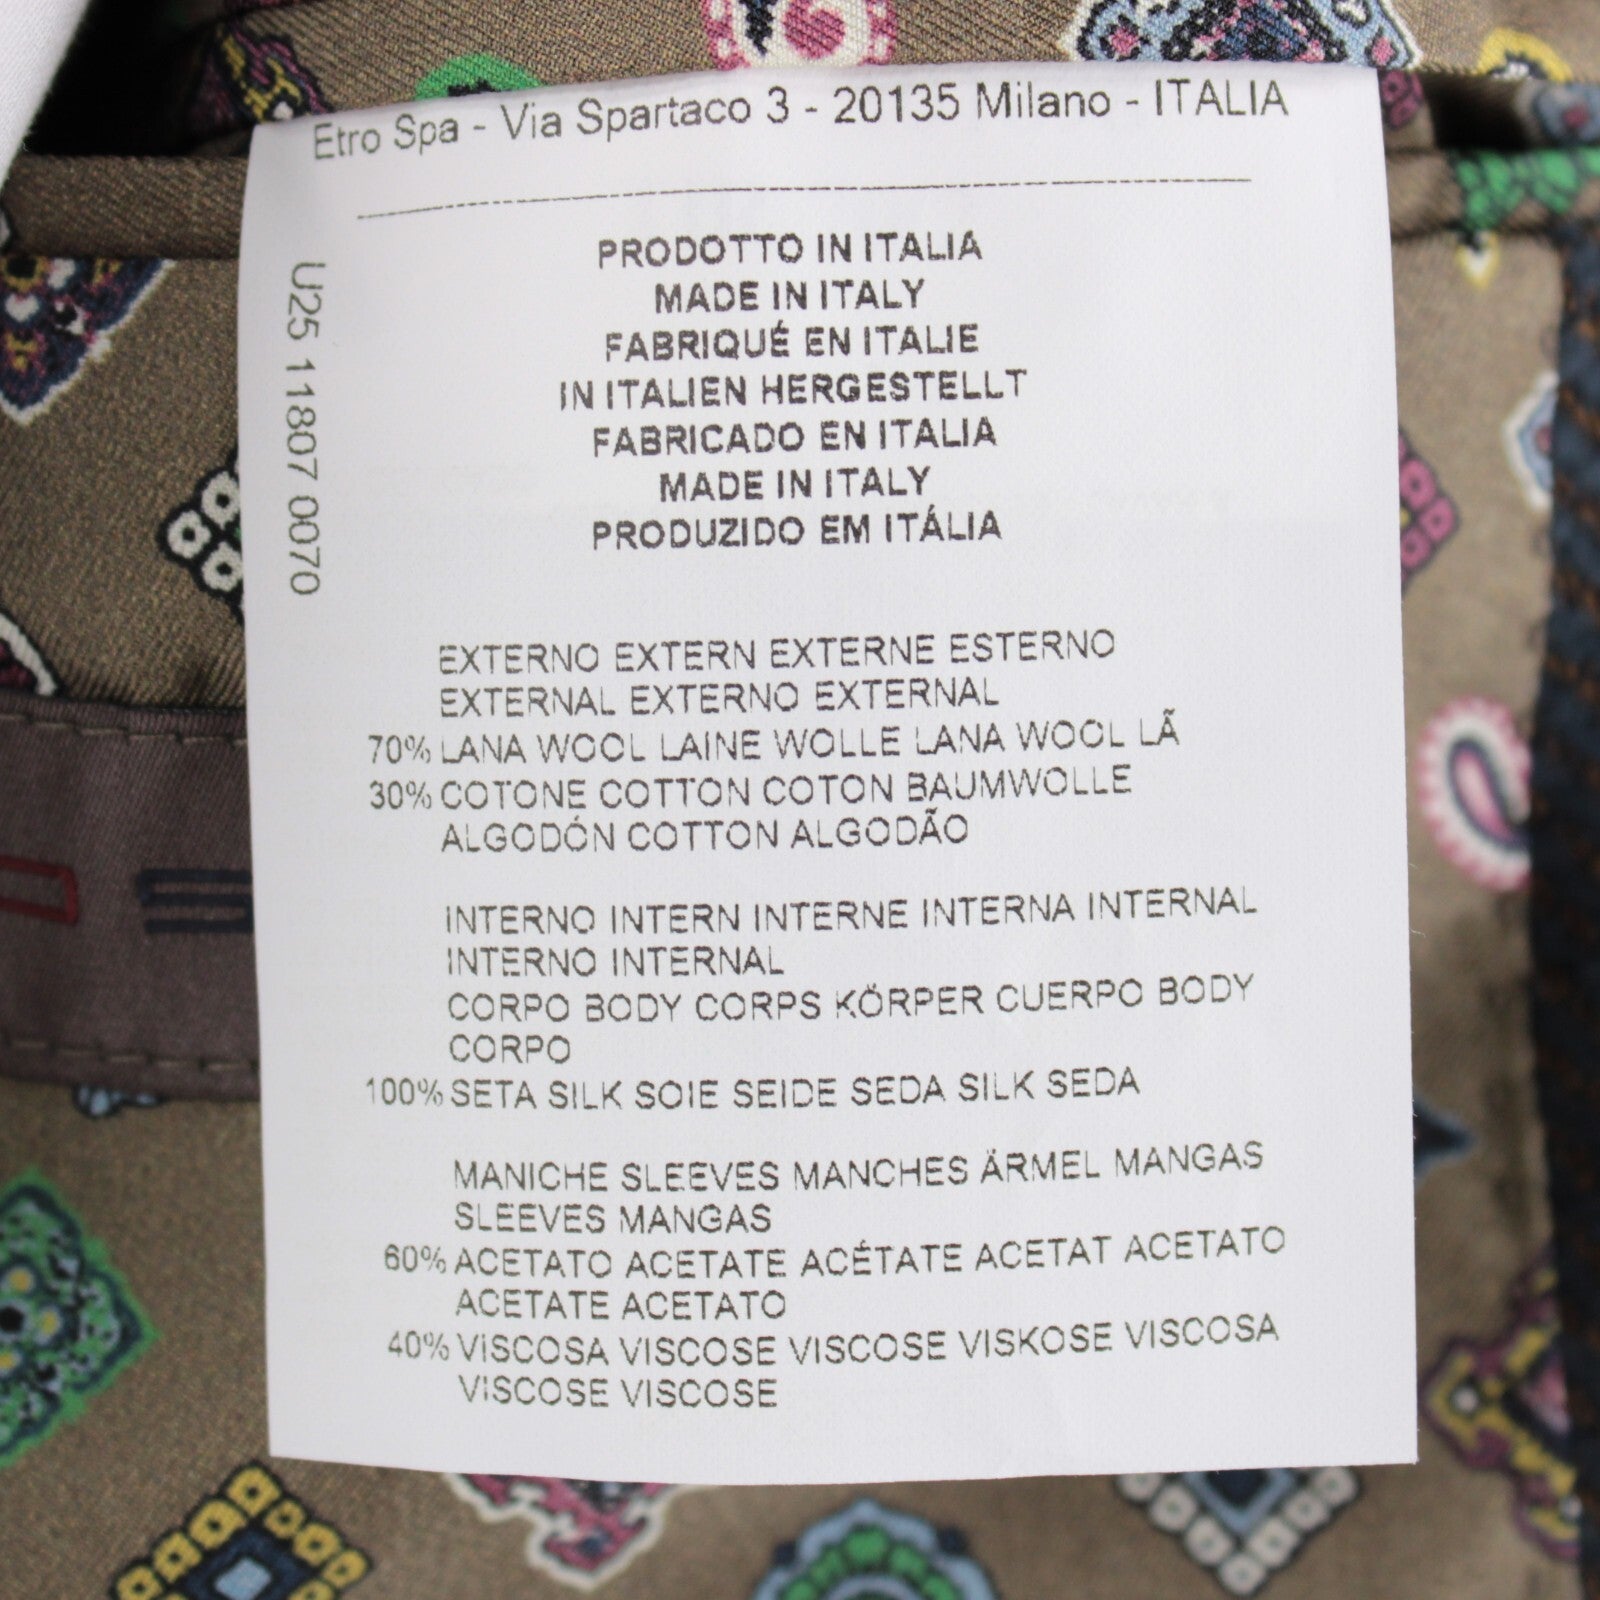 Etro Spa - Via Spartaco 3 - 20135 Milano - ITALIA
U25 11807 0070
PRODOTTO IN ITALIA
MADE IN ITALY
FABRIQUÉ EN ITALIE
IN ITALIEN HERGESTELLT
FABRICADO EN ITALIA
MADE IN ITALY
PRODUZIDO EM ITÁLIA
EXTERNO EXTERN EXTERNE ESTERNO
EXTERNAL EXTERNO EXTERNAL
70% LANA WOOL LAINE WOLLE LANA WOOL LÃ
30% COTONE COTTON COTON BAUMWOLLE
ALGODÓN COTTON ALGODÃO
INTERNO INTERN INTERNE INTERNA INTERNAL
INTERNO INTERNAL
CORPO BODY CORPS KÖRPER CUERPO BODY
CORPO
100% SETA SILK SOIE SEIDE SEDA SILK SEDA
MANICHE SLEEVES MANCHES ÄRMEL MANGAS
SLEEVES MANGAS
60% ACETATO ACETATE ACÉTATE ACETAT ACETATO
ACETATE ACETATO
40% VISCOSA VISCOSE VISCOSE VISKOSE VISCOSA
VISCOSE VISCOSE